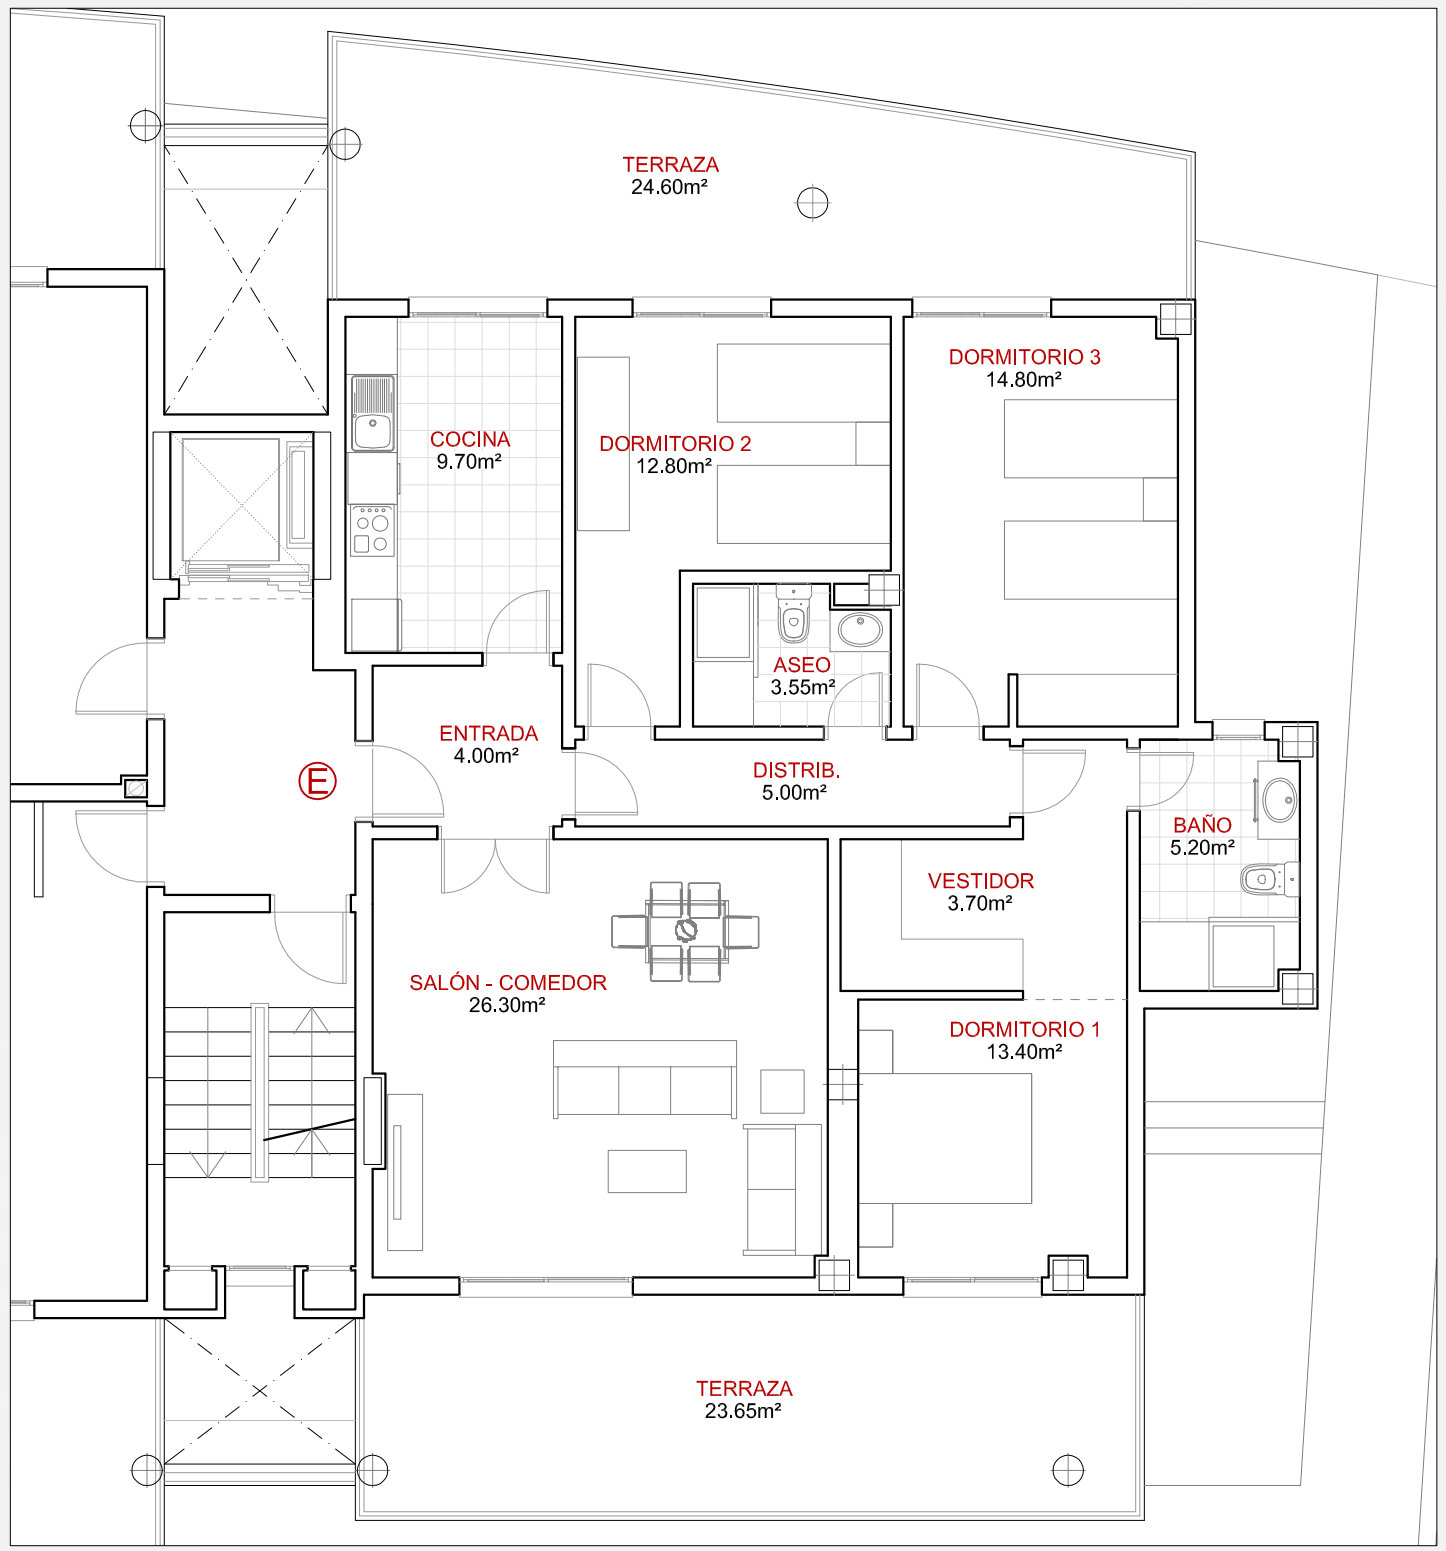 TERRAZA
24.60m²
DORMITORIO 3
14.80m²
COCINA
9.70m²
DORMITORIO 2
12.80m²
ASEO
3.55m²
ENTRADA
4.00m²
DISTRIB.
5.00m²
E
BAÑO
5.20m²
VESTIDOR
3.70m²
SALÓN - COMEDOR
26.30m²
DORMITORIO 1
13.40m²
TERRAZA
23.65m²